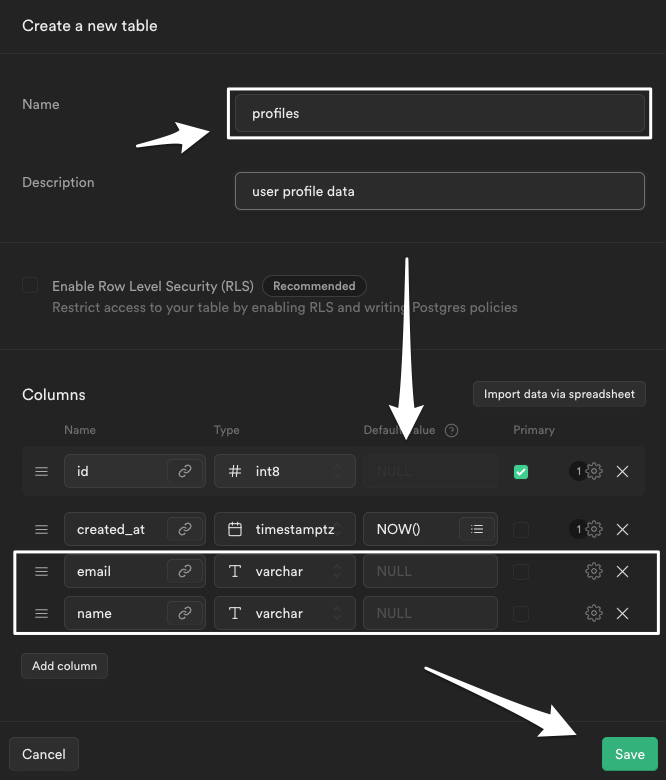 Create a new table
Name
profiles
Description
user profile data
Enable Row Level Security (RLS) Recommended
Restrict access to your table by enabling RLS and writing Postgres policies
Columns
Import data via spreadsheet
Name Type Default Value Primary
id int8 NULL 1
created_at timestamptz NOW() 1
email varchar NULL
name varchar NULL
Add column
Cancel Save